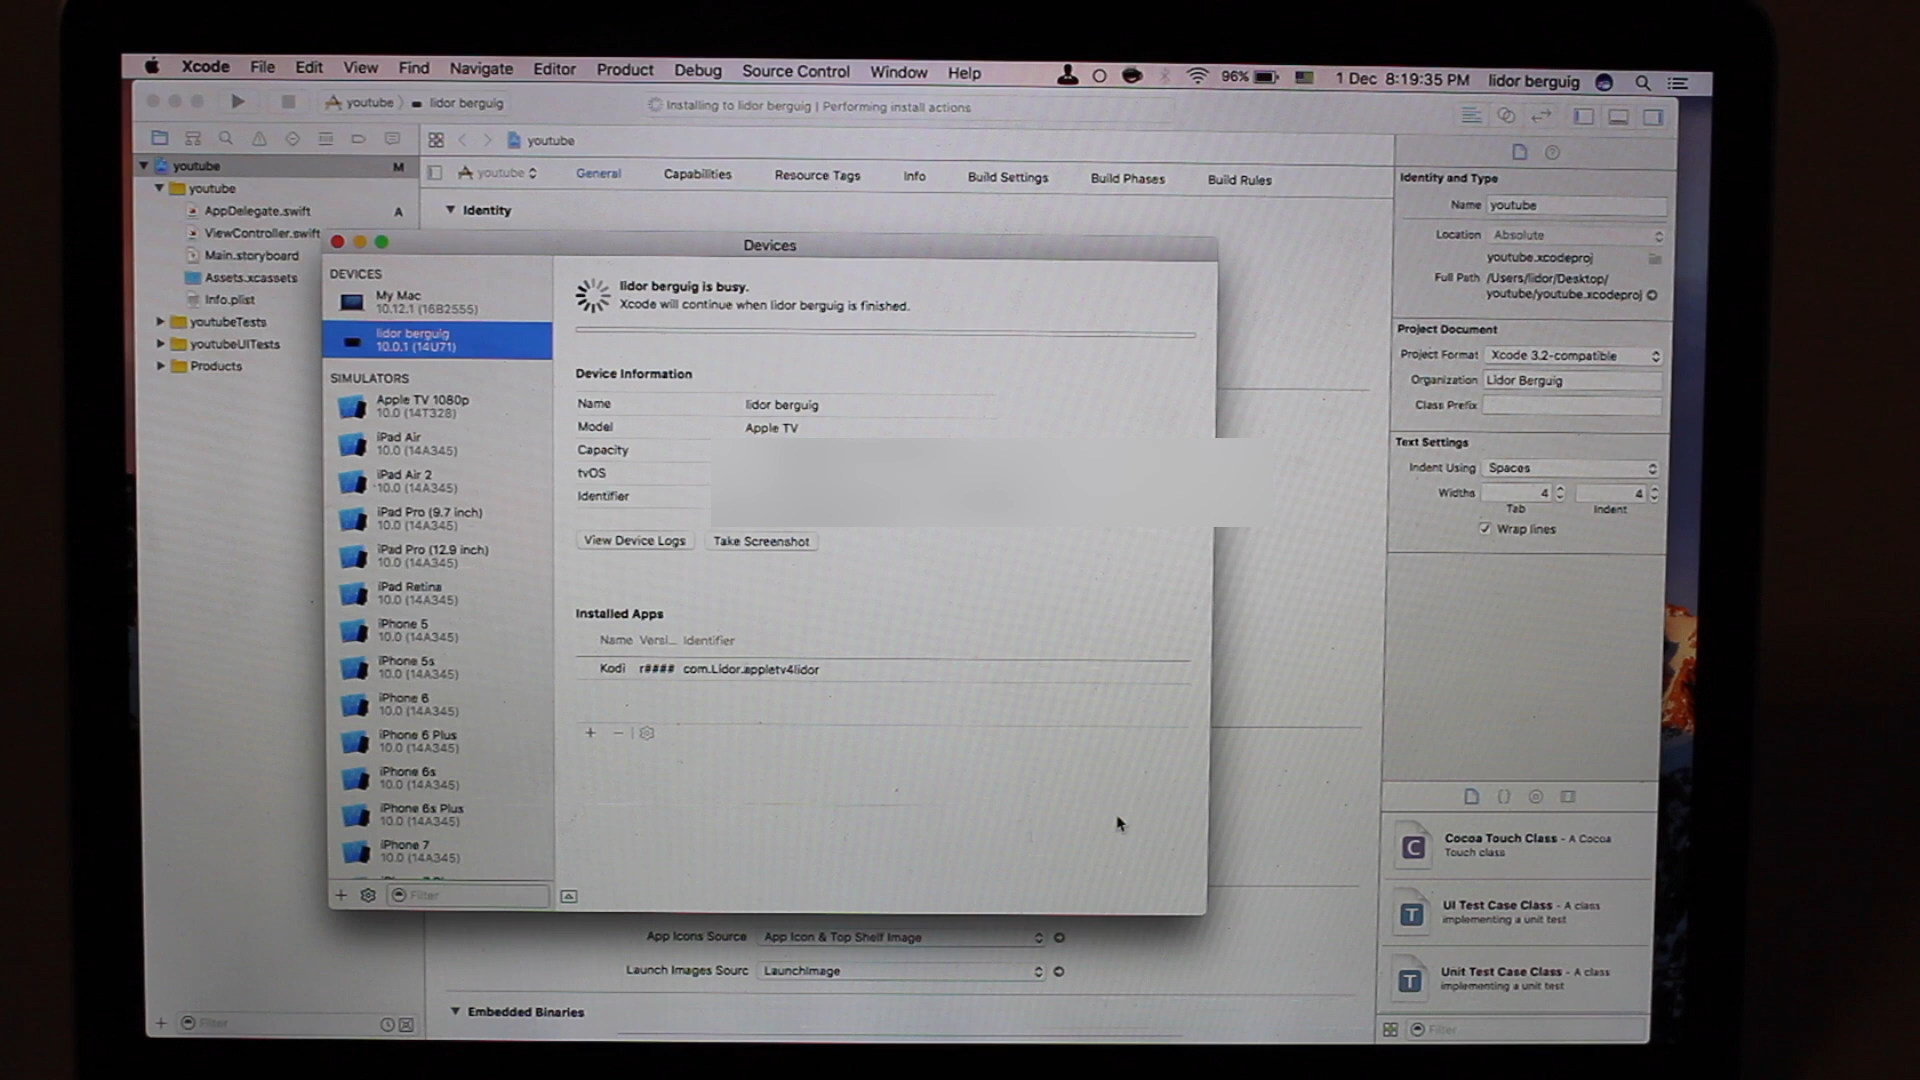 Xcode File Edit View Find Navigate Editor Product Debug Source Control Window Help 96% 1 Dec 8:19:35 PM lidor berguig
youtube lidor berguig Installing to lidor berguig | Performing install actions
youtube
youtube M
youtube General Capabilities Resource Tags Info Build Settings Build Phases Build Rules
youtube
AppDelegate.swift A
ViewController.swift
Main.storyboard
Assets.xcassets
Info.plist
youtubeTests
youtubeUITests
Products
Identity
Devices
DEVICES
My Mac
10.12.1 (16B2555)
lidor berguig
10.0.1 (14U71)
SIMULATORS
Apple TV 1080p
10.0 (14T328)
iPad Air
10.0 (14A345)
iPad Air 2
10.0 (14A345)
iPad Pro (9.7 inch)
10.0 (14A345)
iPad Pro (12.9 inch)
10.0 (14A345)
iPad Retina
10.0 (14A345)
iPhone 5
10.0 (14A345)
iPhone 5s
10.0 (14A345)
iPhone 6
10.0 (14A345)
iPhone 6 Plus
10.0 (14A345)
iPhone 6s
10.0 (14A345)
iPhone 6s Plus
10.0 (14A345)
iPhone 7
10.0 (14A345)
Filter
lidor berguig is busy.
Xcode will continue when lidor berguig is finished.
Device Information
Name lidor berguig
Model Apple TV
Capacity
tvOS
Identifier
View Device Logs Take Screenshot
Installed Apps
Name Versi... Identifier
Kodi r#### com.Lidor.appletv4lidor
App Icons Source App Icon & Top Shelf Image
Launch Images Sourc LaunchImage
Embedded Binaries
Filter
Identity and Type
Name youtube
Location Absolute
youtube.xcodeproj
Full Path /Users/lidor/Desktop/
youtube/youtube.xcodeproj
Project Document
Project Format Xcode 3.2-compatible
Organization Lidor Berguig
Class Prefix
Text Settings
Indent Using Spaces
Widths 4 4
Tab Indent
Wrap lines
C Cocoa Touch Class - A Cocoa
Touch class
T UI Test Case Class - A class
implementing a unit test
T Unit Test Case Class - A class
implementing a unit test
Filter